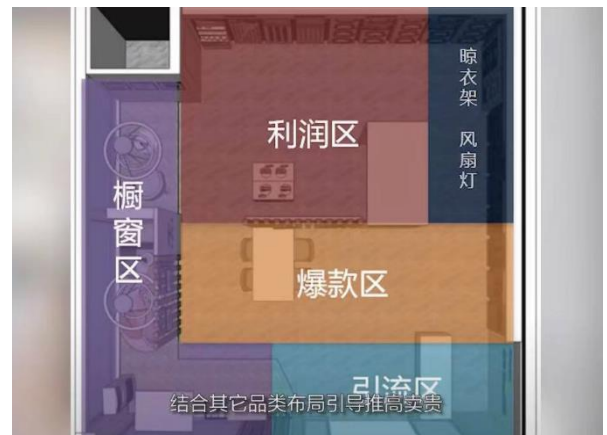 晾衣架 风扇灯
利润区
橱窗区
爆款区
引流区
结合其它品类布局引导推高卖贵